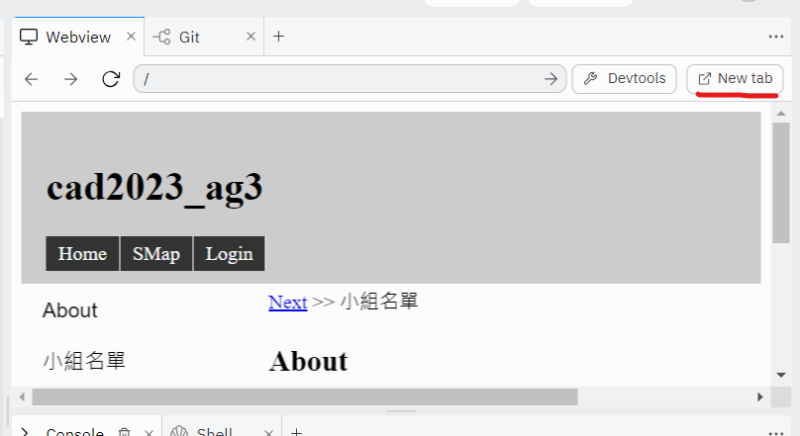 Webview Git
/ Devtools New tab
cad2023_ag3
Home SMap Login
About
Next >> 小組名單
小組名單
About
Console Shell